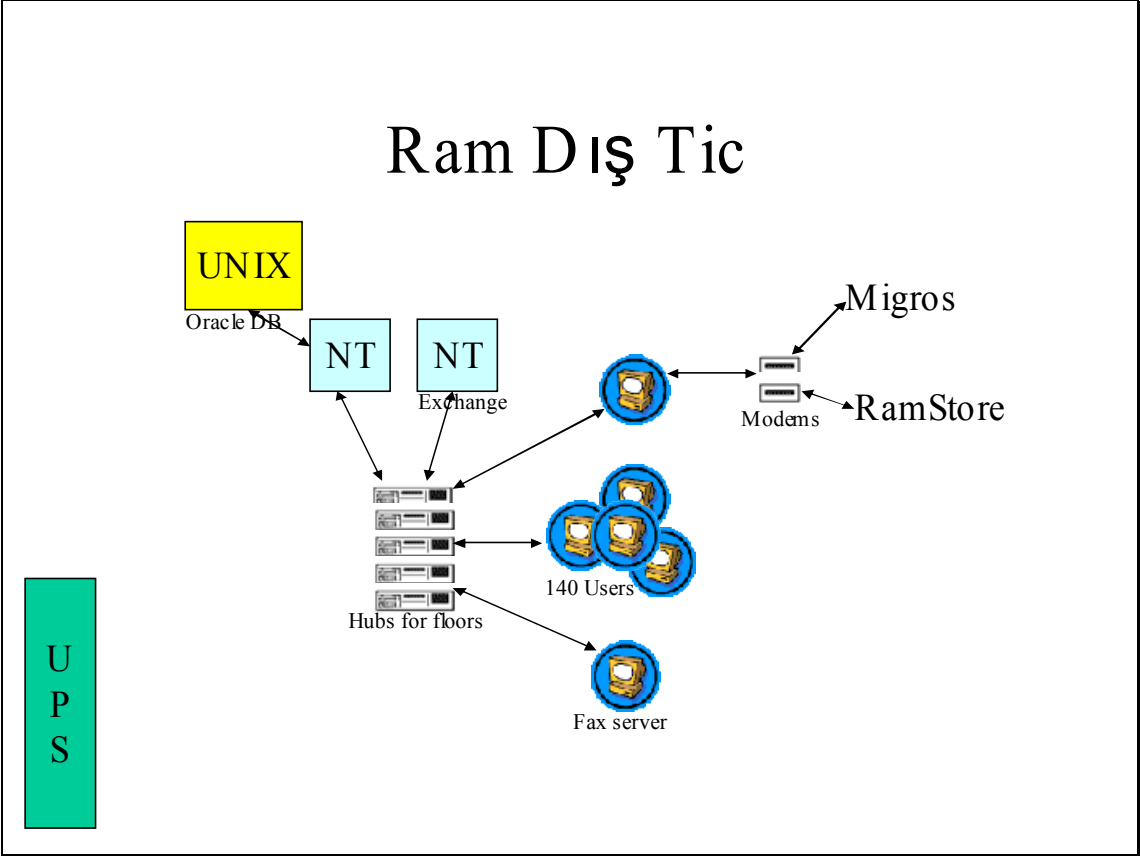 Ram Dış Tic
UNIX
Oracle DB
NT
NT
Exchange
Migros
RamStore
Modems
140 Users
Hubs for floors
Fax server
U
P
S